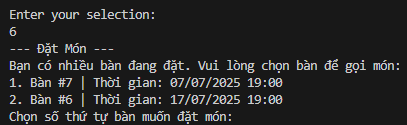 Enter your selection:
6
--- Đặt Món ---
Bạn có nhiều bàn đang đặt. Vui lòng chọn bàn để gọi món:
1. Bàn #7 | Thời gian: 07/07/2025 19:00
2. Bàn #6 | Thời gian: 17/07/2025 19:00
Chọn số thứ tự bàn muốn đặt món: